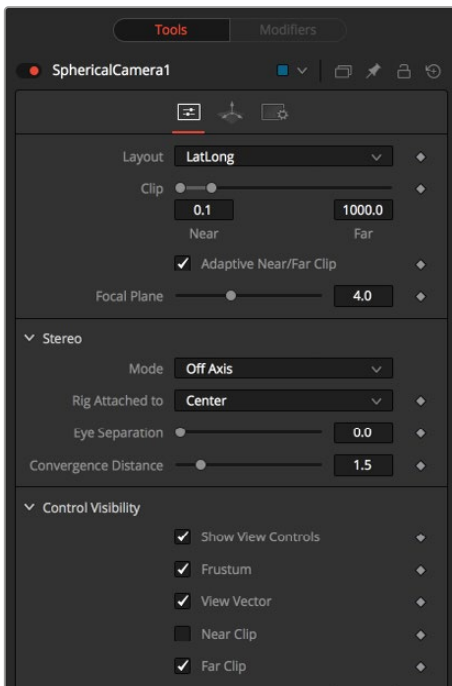 Tools Modifiers
SphericalCamera1
Layout LatLong
Clip
0.1 1000.0
Near Far
Adaptive Near/Far Clip
Focal Plane 4.0
Stereo
Mode Off Axis
Rig Attached to Center
Eye Separation 0.0
Convergence Distance 1.5
Control Visibility
Show View Controls
Frustum
View Vector
Near Clip
Far Clip